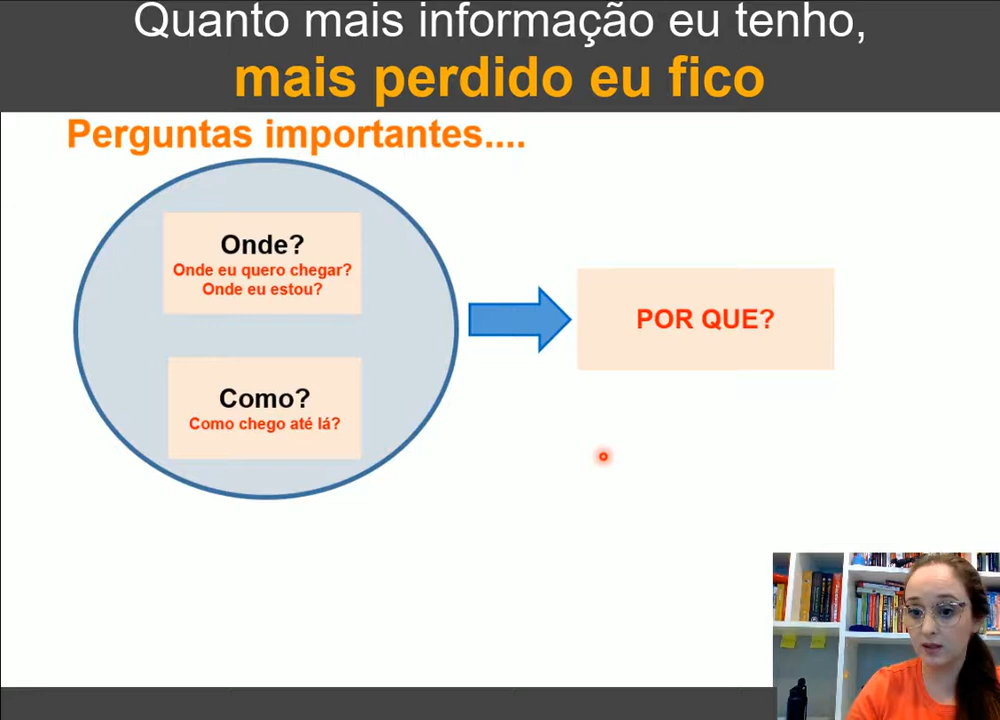 Quanto mais informação eu tenho,
mais perdido eu fico
Perguntas importantes....
Onde?
Onde eu quero chegar?
Onde eu estou?
Como?
Como chego até lá?
POR QUE?